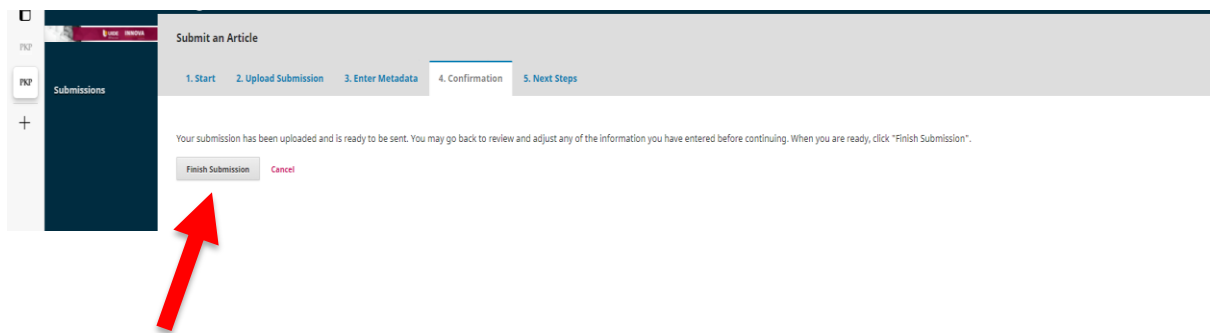 INNOVA
Submit an Article
PKP
1. Start 2. Upload Submission 3. Enter Metadata 4. Confirmation 5. Next Steps
PKP
Submissions
Your submission has been uploaded and is ready to be sent. You may go back to review and adjust any of the information you have entered before continuing. When you are ready, click "Finish Submission".
Finish Submission Cancel